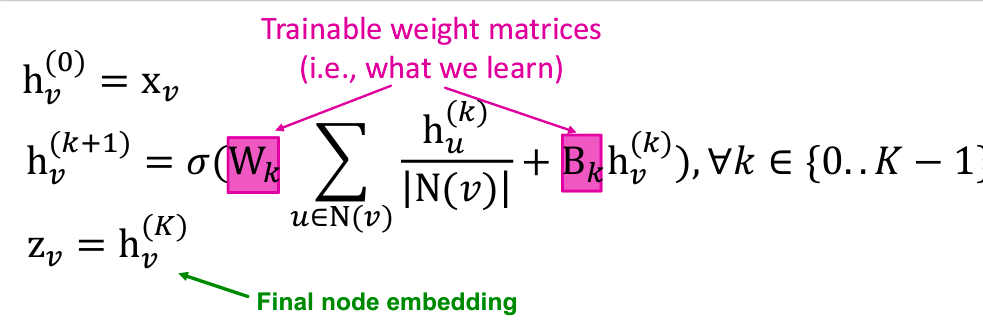 Trainable weight matrices
(i.e., what we learn)
h_v^(0) = x_v
h_v^(k+1) = σ(W_k ∑_{u∈N(v)} h_u^(k) / |N(v)| + B_k h_v^(k)), ∀k ∈ {0..K − 1}
z_v = h_v^(K)
Final node embedding